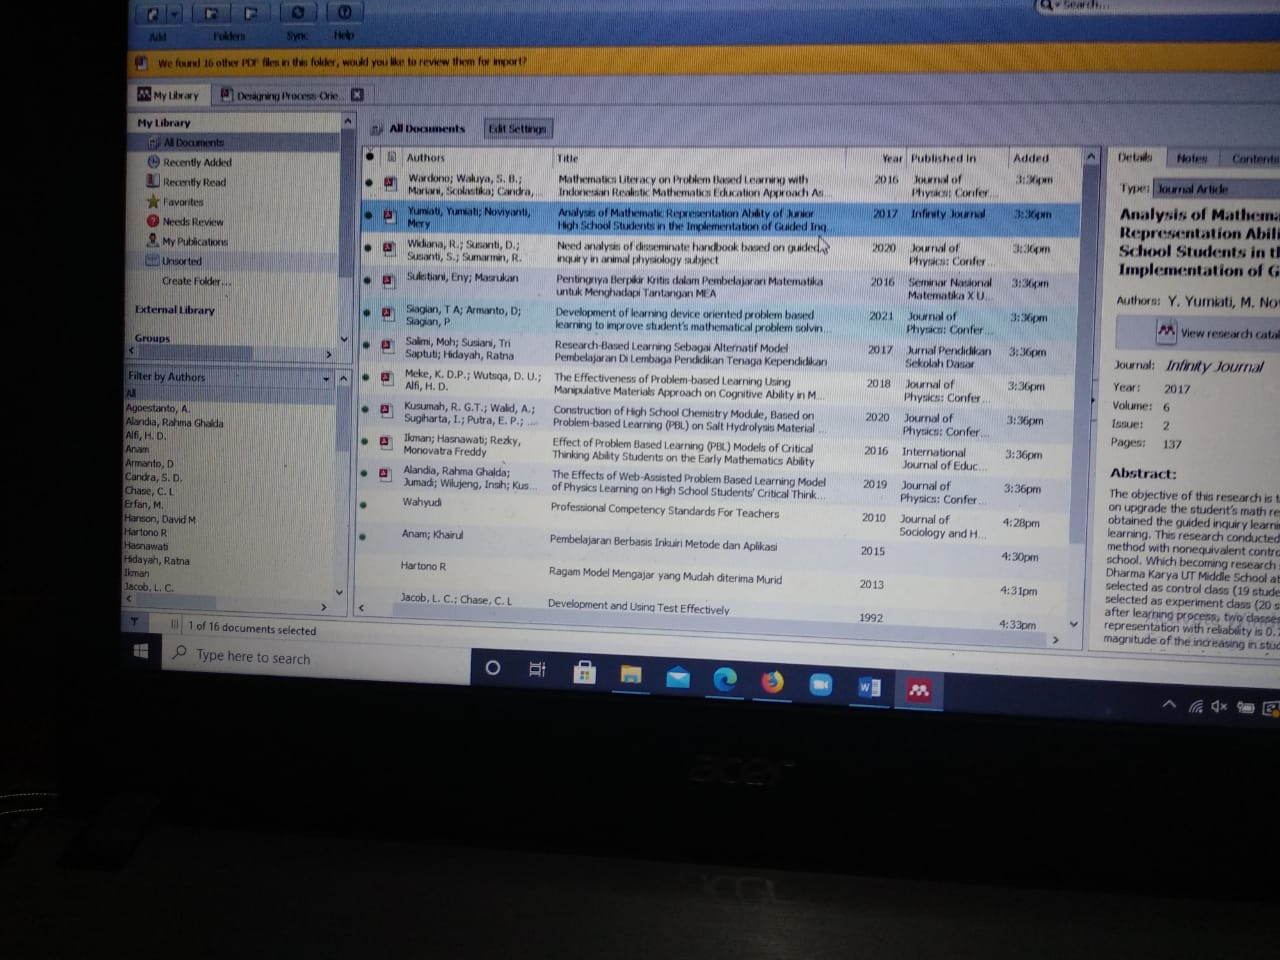 Search...
Add Folders Sync Help
We found 16 other PDF files in this folder, would you like to review them for import?
My Library
Designing Process-Orie...
My Library
All Documents
Recently Added
Recently Read
Favorites
Needs Review
My Publications
Unsorted
Create Folder...
External Library
Groups
Filter by Authors
All
Agoestanto, A.
Alandia, Rahma Ghalda
Alfi, H. D.
Anam
Armanto, D
Candra, S. D.
Chase, C. I.
Erfan, M.
Hanson, David M
Hartono R
Hasnawati
Hidayah, Ratna
Ikman
Jacob, L. C.
All Documents Edit Settings
Authors Title Year Published In Added
Wardono; Waluya, S. B.; Mathematics Literacy on Problem Based Learning with 2016 Journal of 3:36pm
Mariani, Scolastika; Candra,... Indonesian Realistic Mathematics Education Approach As... Physics: Confer...
Yumiati, Yumiati; Noviyanti, Analysis of Mathematic Representation Ability of Junior 2017 Infinity Journal 3:36pm
Mery High School Students in the Implementation of Guided Inq...
Widiana, R.; Susanti, D.; Need analysis of disseminate handbook based on guided 2020 Journal of 3:36pm
Susanti, S.; Sumarmin, R. inquiry in animal physiology subject Physics: Confer...
Sulistiani, Eny; Masrukan Pentingnya Berpikir Kritis dalam Pembelajaran Matematika 2016 Seminar Nasional 3:36pm
untuk Menghadapi Tantangan MEA Matematika X U...
Siagian, T A; Armanto, D; Development of learning device oriented problem based 2021 Journal of 3:36pm
Siagian, P learning to improve student's mathematical problem solvin... Physics: Confer...
Salimi, Moh; Susiani, Tri Research-Based Learning Sebagai Alternatif Model 2017 Jurnal Pendidikan 3:36pm
Saptuti; Hidayah, Ratna Pembelajaran Di Lembaga Pendidikan Tenaga Kependidikan Sekolah Dasar
Meke, K. D.P.; Wutsqa, D. U.; The Effectiveness of Problem-based Learning Using 2018 Journal of 3:36pm
Alfi, H. D. Manipulative Materials Approach on Cognitive Ability in M... Physics: Confer...
Kusumah, R. G.T.; Walid, A.; Construction of High School Chemistry Module, Based on 2020 Journal of 3:36pm
Sugiharta, I.; Putra, E. P.; ... Problem-based Learning (PBL) on Salt Hydrolysis Material ... Physics: Confer...
Ikman; Hasnawati; Rezky, Effect of Problem Based Learning (PBL) Models of Critical 2016 International 3:36pm
Monovatra Freddy Thinking Ability Students on the Early Mathematics Ability Journal of Educ...
Alandia, Rahma Ghalda; The Effects of Web-Assisted Problem Based Learning Model 2019 Journal of 3:36pm
Jumadi; Wilujeng, Insih; Kus... of Physics Learning on High School Students' Critical Think... Physics: Confer...
Wahyudi Professional Competency Standards For Teachers 2010 Journal of 4:28pm
Sociology and H...
Anam; Khairul Pembelajaran Berbasis Inkuiri Metode dan Aplikasi 2015 4:30pm
Hartono R Ragam Model Mengajar yang Mudah diterima Murid 2013 4:31pm
Jacob, L. C.; Chase, C. I. Development and Using Test Effectively 1992 4:33pm
Details Notes Contents
Type: Journal Article
Analysis of Mathema
Representation Abili
School Students in t
Implementation of G
Authors: Y. Yumiati, M. No
View research catal
Journal: Infinity Journal
Year: 2017
Volume: 6
Issue: 2
Pages: 137
Abstract:
The objective of this research is t
on upgrade the student's math re
obtained the guided inquiry learni
learning. This research conducted
method with nonequivalent contr
school. Which becoming research
Dharma Karya UT Middle School at
selected as control class (19 stude
selected as experiment class (20 s
after learning process, two classes
representation with reliability is 0.
magnitude of the increasing in stud
1 of 16 documents selected
Type here to search
acer